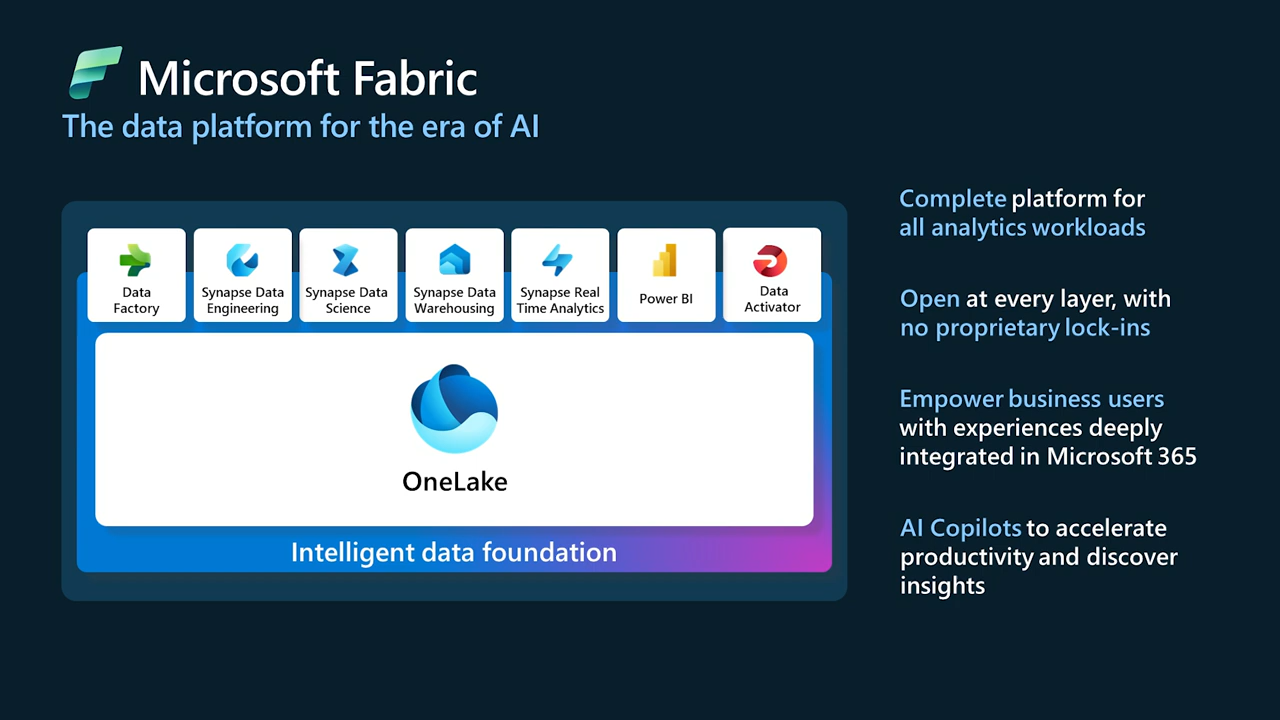 Microsoft Fabric
The data platform for the era of AI
Data
Factory
Synapse Data
Engineering
Synapse Data
Science
Synapse Data
Warehousing
Synapse Real
Time Analytics
Power BI
Data
Activator
OneLake
Intelligent data foundation
Complete platform for
all analytics workloads
Open at every layer, with
no proprietary lock-ins
Empower business users
with experiences deeply
integrated in Microsoft 365
AI Copilots to accelerate
productivity and discover
insights